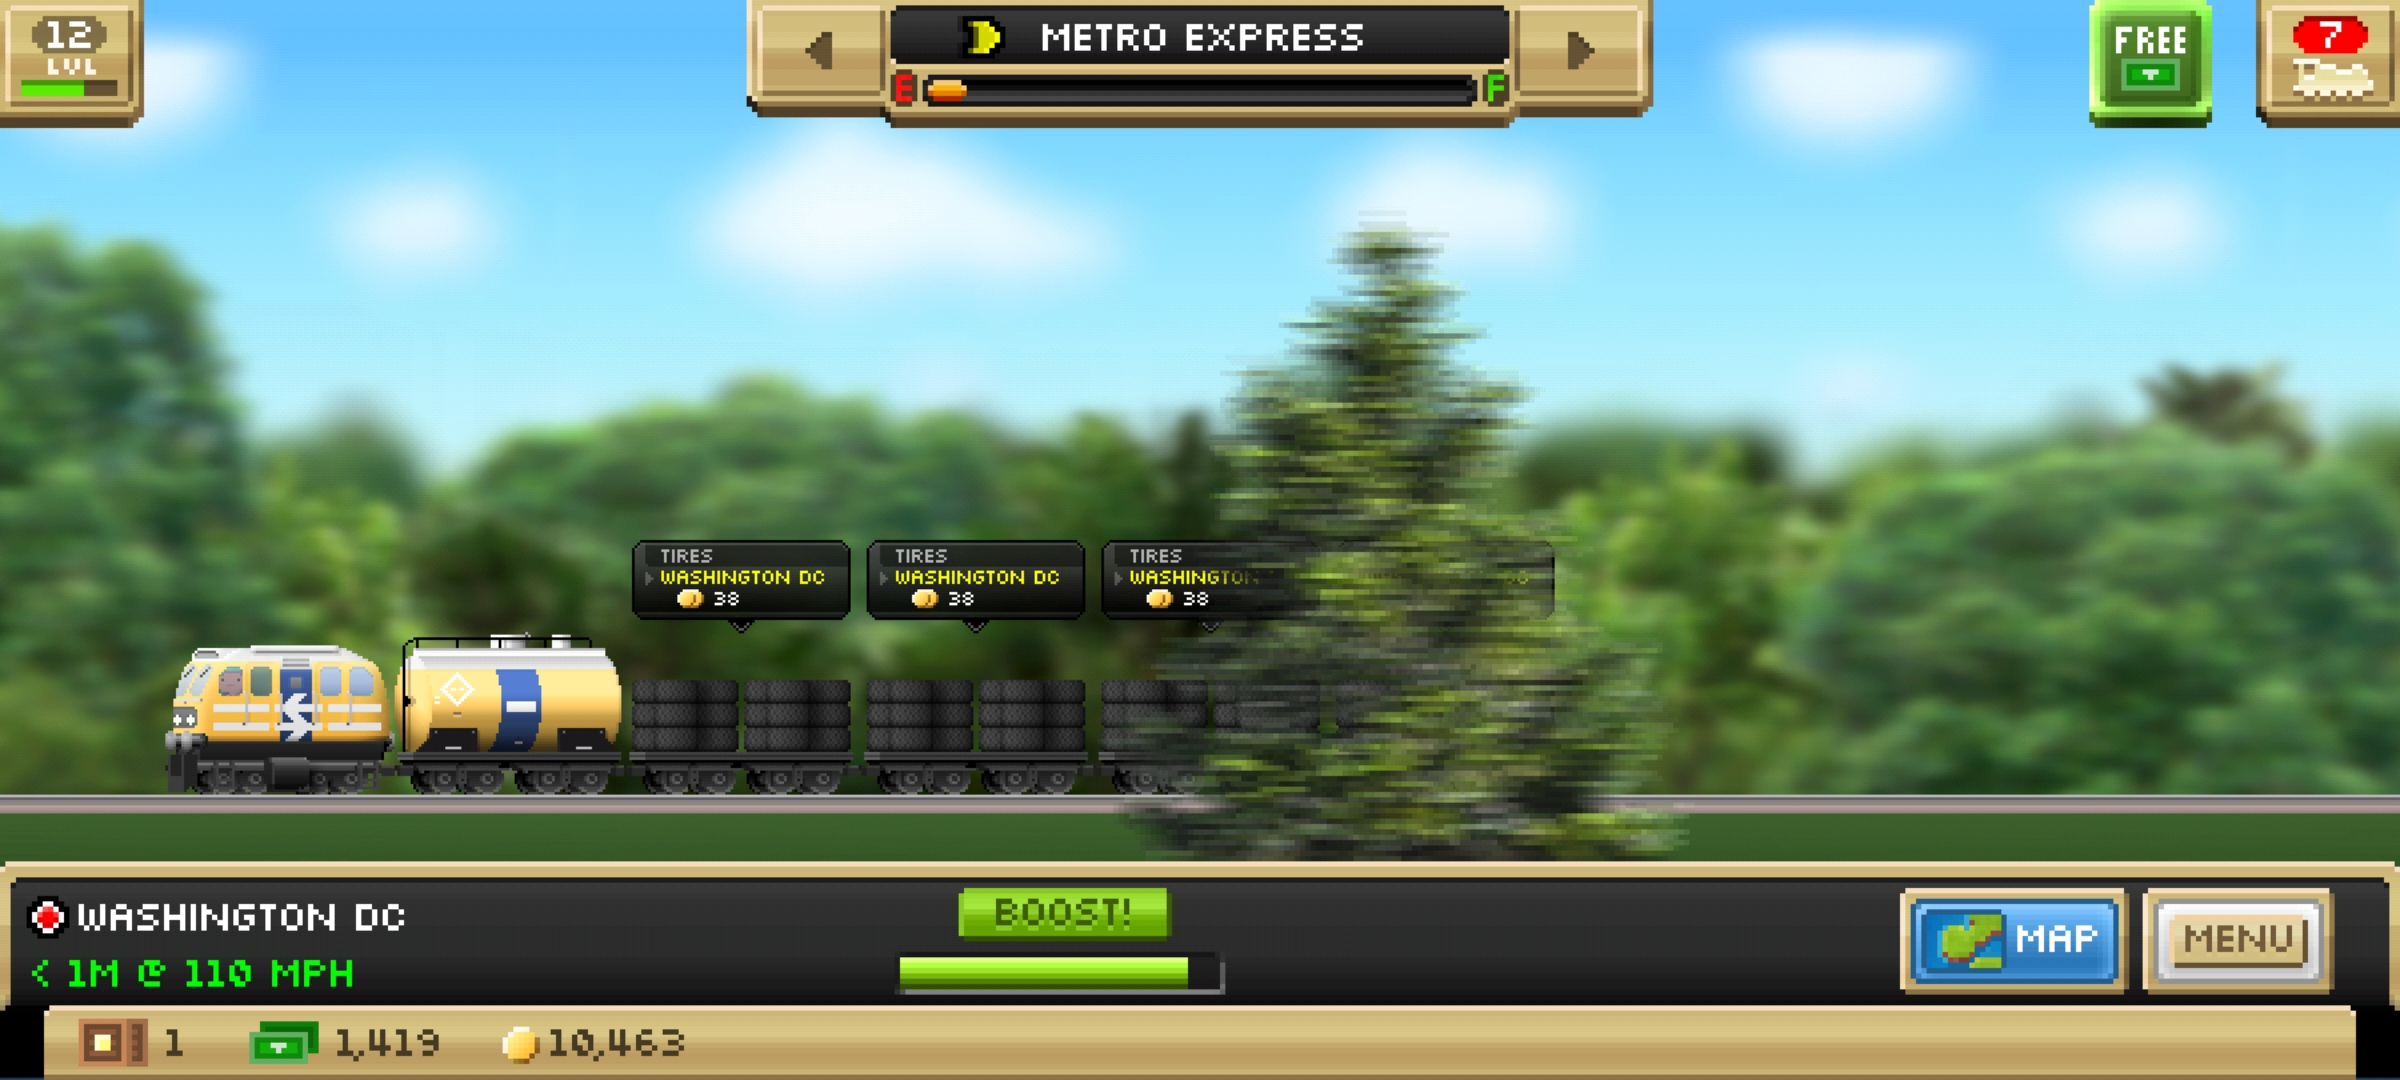 12
LVL
METRO EXPRESS
E F
FREE
7
TIRES
WASHINGTON DC
38
TIRES
WASHINGTON DC
38
TIRES
WASHINGTON
38
WASHINGTON DC
BOOST!
MAP
MENU
< 1M @ 110 MPH
1
1,419
10,463